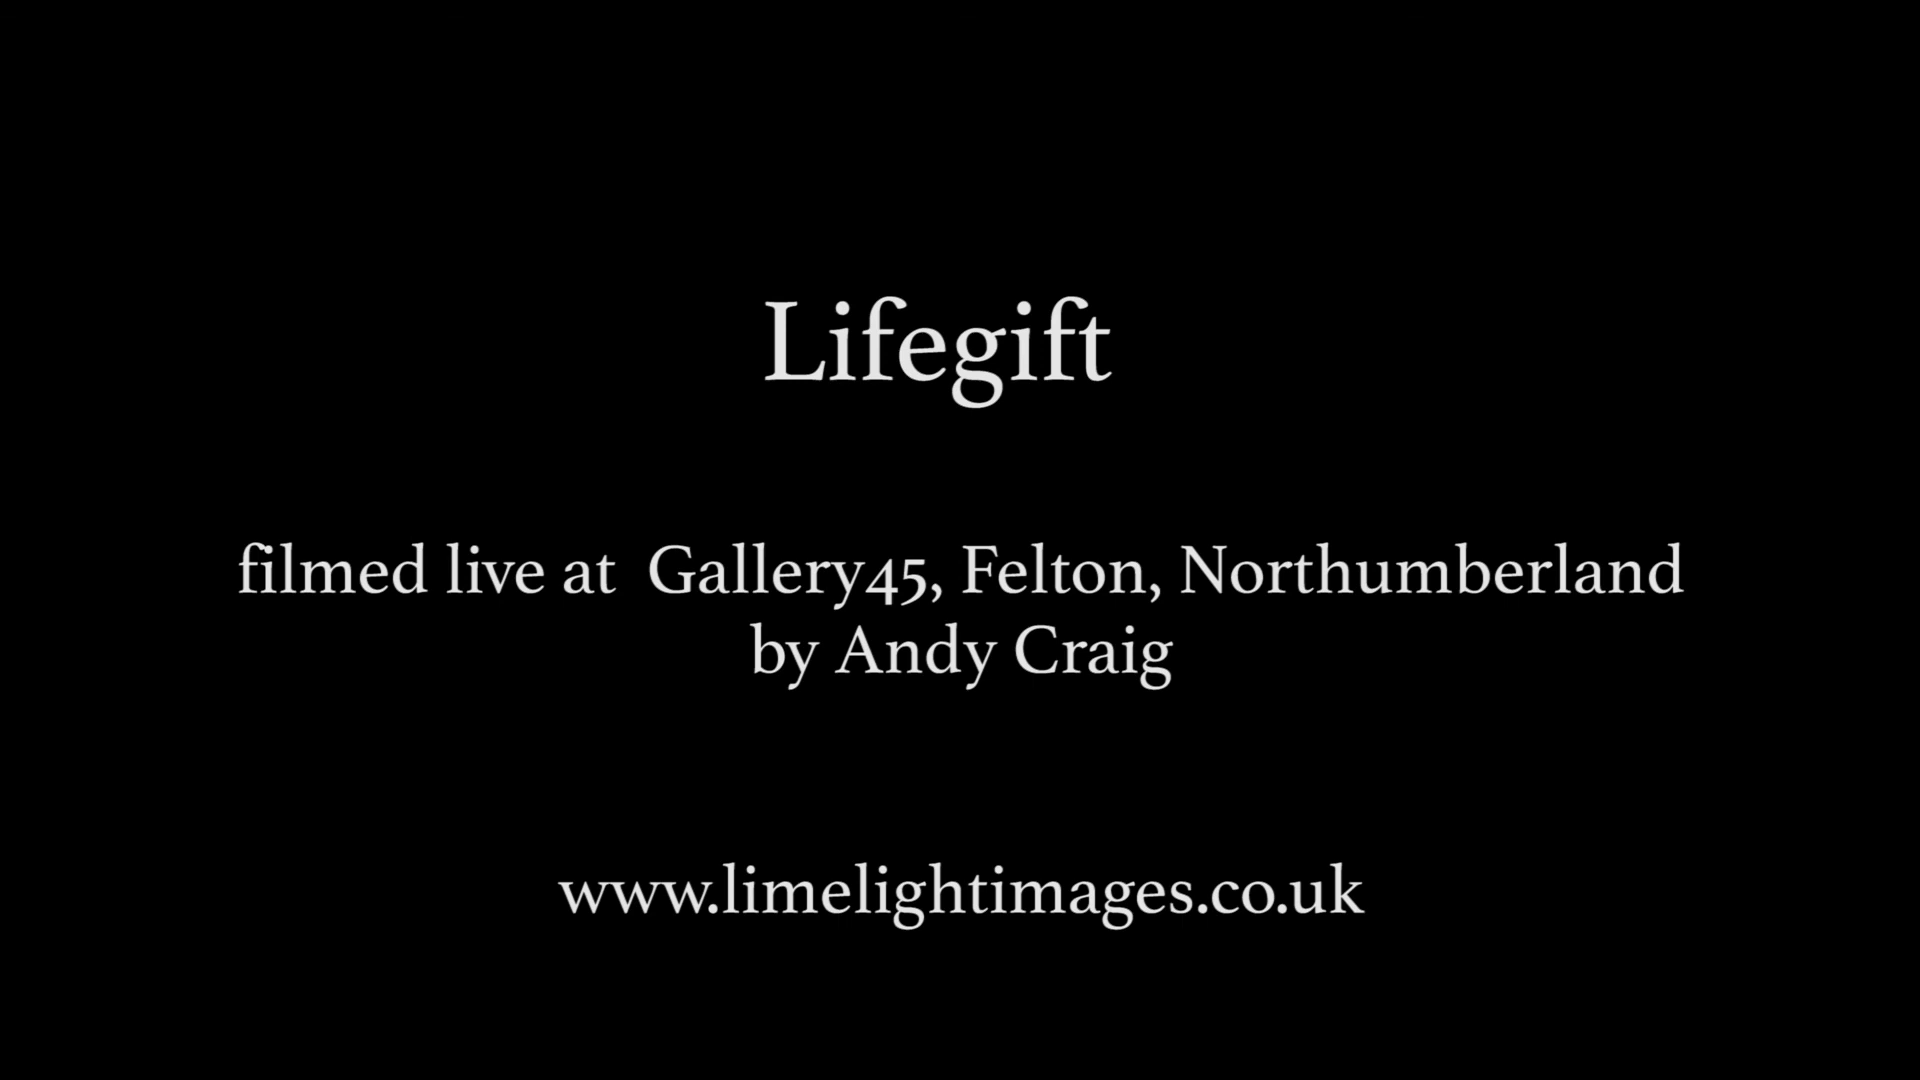 Lifegift
filmed live at  Gallery45, Felton, Northumberland
by Andy Craig
www.limelightimages.co.uk